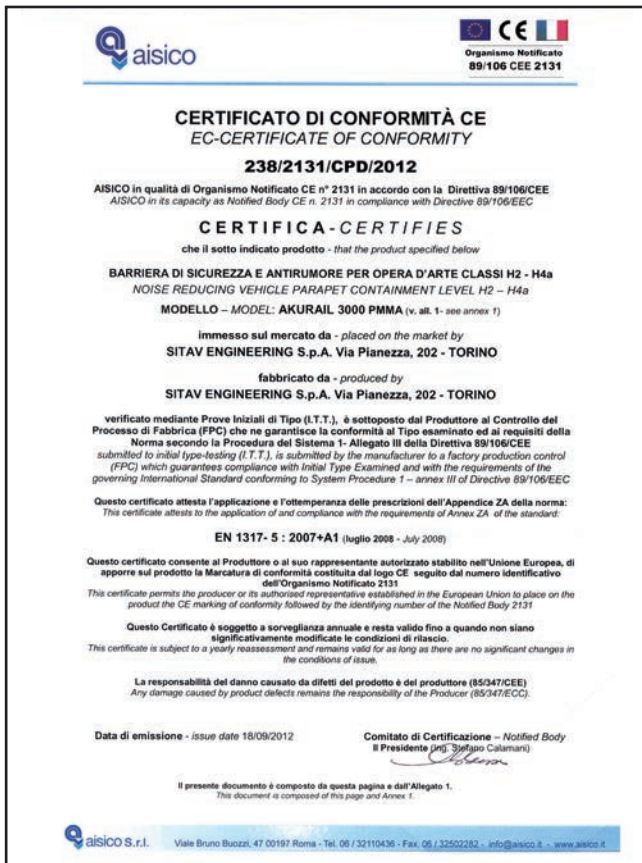 aisico
CE
Organismo Notificato
89/106 CEE 2131
CERTIFICATO DI CONFORMITÀ CE
EC-CERTIFICATE OF CONFORMITY
238/2131/CPD/2012
AISICO in qualità di Organismo Notificato CE n° 2131 in accordo con la Direttiva 89/106/CEE
AISICO in its capacity as Notified Body CE n. 2131 in compliance with Directive 89/106/EEC
CERTIFICA - CERTIFIES
che il sotto indicato prodotto - that the product specified below
BARRIERA DI SICUREZZA E ANTIRUMORE PER OPERA D'ARTE CLASSI H2 - H4a
NOISE REDUCING VEHICLE PARAPET CONTAINMENT LEVEL H2 – H4a
MODELLO – MODEL: AKURAIL 3000 PMMA (v. all. 1- see annex 1)
immesso sul mercato da - placed on the market by
SITAV ENGINEERING S.p.A. Via Pianezza, 202 - TORINO
fabbricato da - produced by
SITAV ENGINEERING S.p.A. Via Pianezza, 202 - TORINO
verificato mediante Prove Iniziali di Tipo (I.T.T.), è sottoposto dal Produttore al Controllo del
Processo di Fabbrica (FPC) che ne garantisce la conformità al Tipo esaminato ed ai requisiti della
Norma secondo la Procedura del Sistema 1- Allegato III della Direttiva 89/106/CEE
submitted to initial type-testing (I.T.T.), is submitted by the manufacturer to a factory production control
(FPC) which guarantees compliance with Initial Type Examined and with the requirements of the
governing International Standard conforming to System Procedure 1 – annex III of Directive 89/106/EEC
Questo certificato attesta l'applicazione e l'ottemperanza delle prescrizioni dell'Appendice ZA della norma:
This certificate attests to the application of and compliance with the requirements of Annex ZA of the standard:
EN 1317- 5 : 2007+A1 (luglio 2008 - July 2008)
Questo certificato consente al Produttore o al suo rappresentante autorizzato stabilito nell'Unione Europea, di
apporre sul prodotto la Marcatura di conformità costituita dal logo CE seguito dal numero identificativo
dell'Organismo Notificato 2131
This certificate permits the producer or its authorised representative established in the European Union to place on the
product the CE marking of conformity followed by the identifying number of the Notified Body 2131
Questo Certificato è soggetto a sorveglianza annuale e resta valido fino a quando non siano
significativamente modificate le condizioni di rilascio.
This certificate is subject to a yearly reassessment and remains valid for as long as there are no significant changes in
the conditions of issue.
La responsabilità del danno causato da difetti del prodotto è del produttore (85/347/CEE)
Any damage caused by product defects remains the responsibility of the Producer (85/347/ECC).
Data di emissione - issue date 18/09/2012
Comitato di Certificazione – Notified Body
Il Presidente (Ing. Stefano Calamani)
Il presente documento è composto da questa pagina e dall'Allegato 1.
This document is composed of this page and Annex 1.
aisico s.r.l. Viale Bruno Buozzi, 47 00197 Roma - Tel. 06 / 32110436 - Fax. 06 / 32502282 - info@aisico.it - www.aisico.it